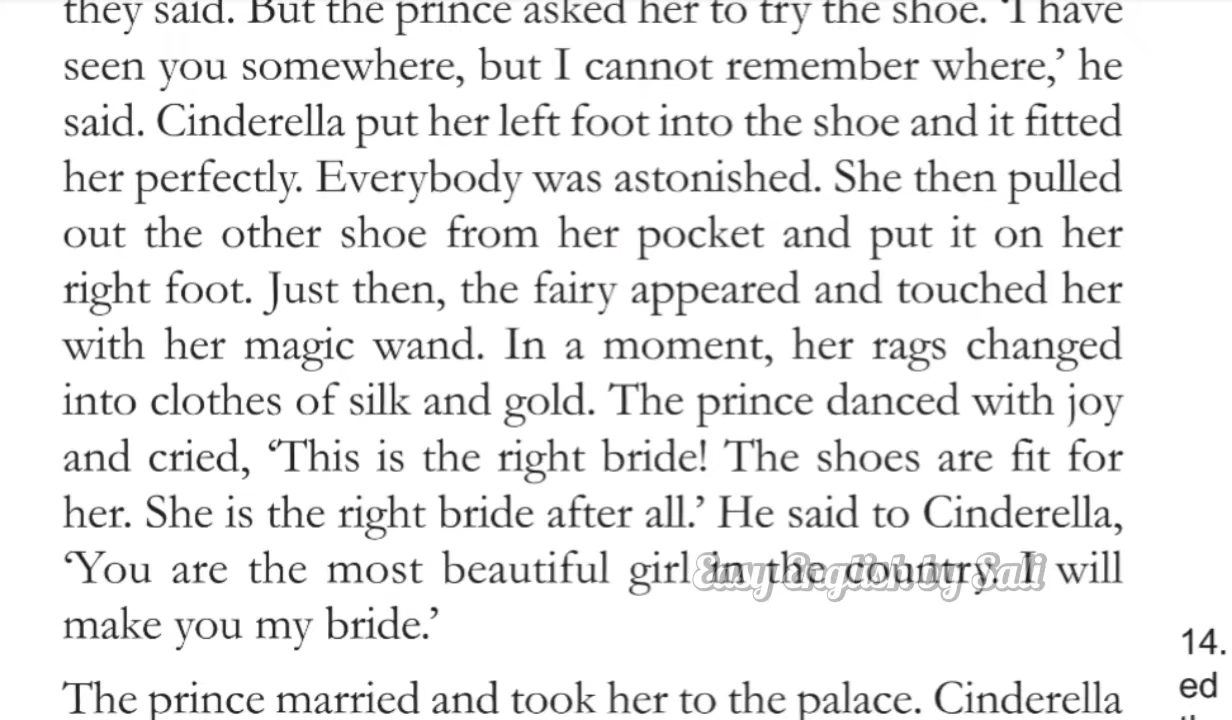 they said. But the prince asked her to try the shoe. ‘I have
seen you somewhere, but I cannot remember where,’ he
said. Cinderella put her left foot into the shoe and it fitted
her perfectly. Everybody was astonished. She then pulled
out the other shoe from her pocket and put it on her
right foot. Just then, the fairy appeared and touched her
with her magic wand. In a moment, her rags changed
into clothes of silk and gold. The prince danced with joy
and cried, ‘This is the right bride! The shoes are fit for
her. She is the right bride after all.’ He said to Cinderella,
‘You are the most beautiful girl in the country. I will
Easy English by Sali
make you my bride.’
The prince married and took her to the palace. Cinderella
14.
ed